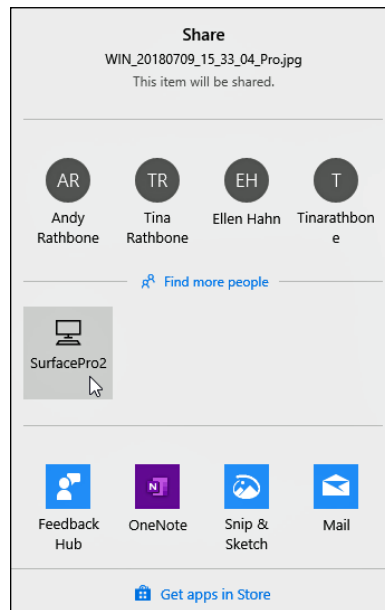 Share
WIN_20180709_15_33_04_Pro.jpg
This item will be shared.
AR
TR
EH
T
Andy
Rathbone
Tina
Rathbone
Ellen Hahn
Tinarathbon
e
Find more people
SurfacePro2
N
Feedback
Hub
OneNote
Snip &
Sketch
Mail
Get apps in Store